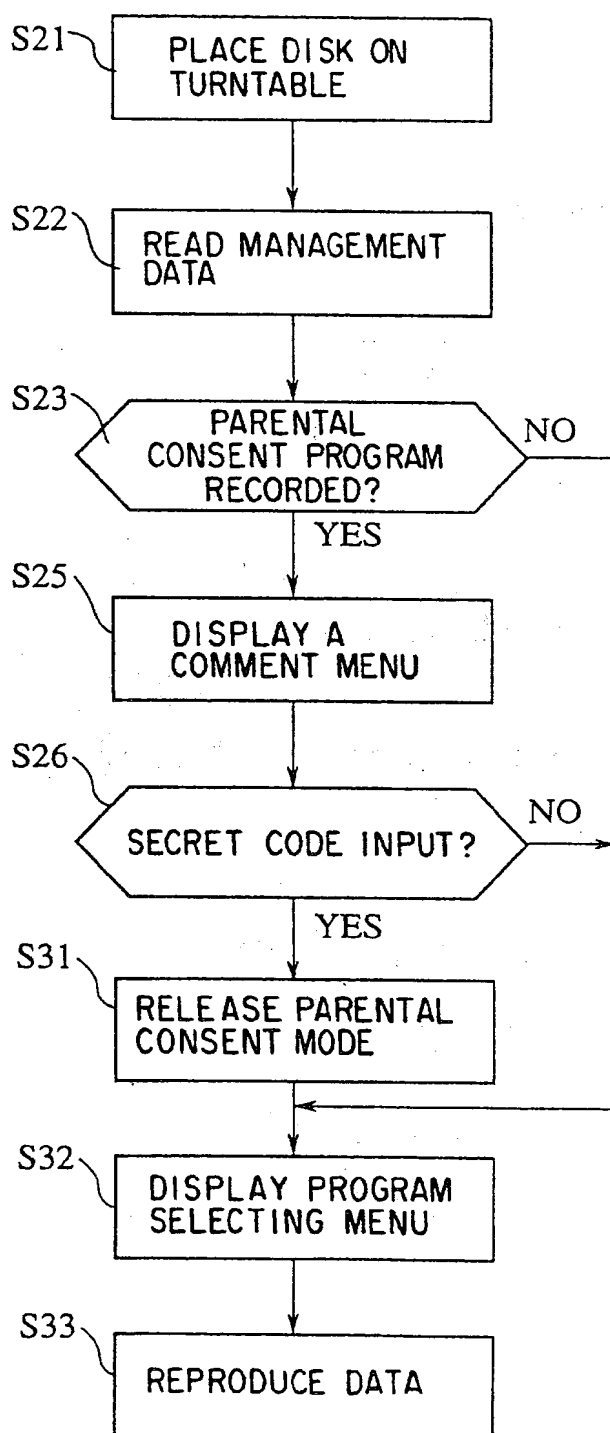 S21
PLACE DISK ON
TURNTABLE
S22
READ MANAGEMENT
DATA
S23
PARENTAL
CONSENT PROGRAM
RECORDED?
NO
YES
S25
DISPLAY A
COMMENT MENU
S26
SECRET CODE INPUT?
NO
YES
S31
RELEASE PARENTAL
CONSENT MODE
S32
DISPLAY PROGRAM
SELECTING MENU
S33
REPRODUCE DATA